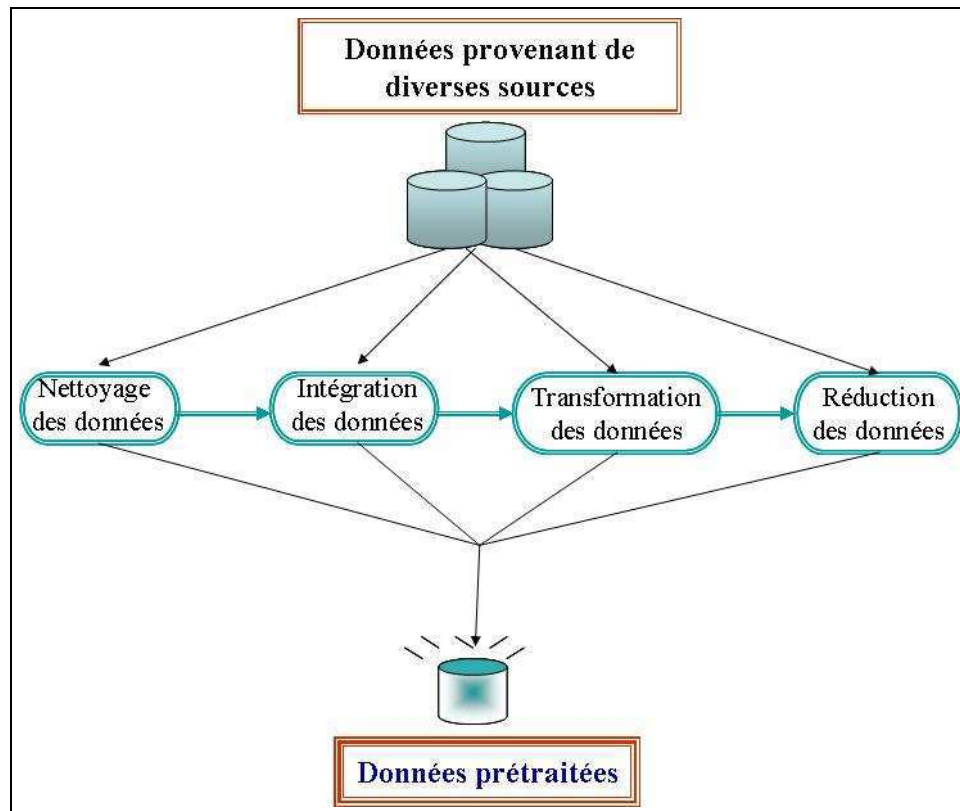 Données provenant de
diverses sources
Nettoyage
des données
Intégration
des données
Transformation
des données
Réduction
des données
Données prétraitées